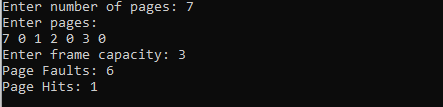 Enter number of pages: 7
Enter pages:
7 0 1 2 0 3 0
Enter frame capacity: 3
Page Faults: 6
Page Hits: 1